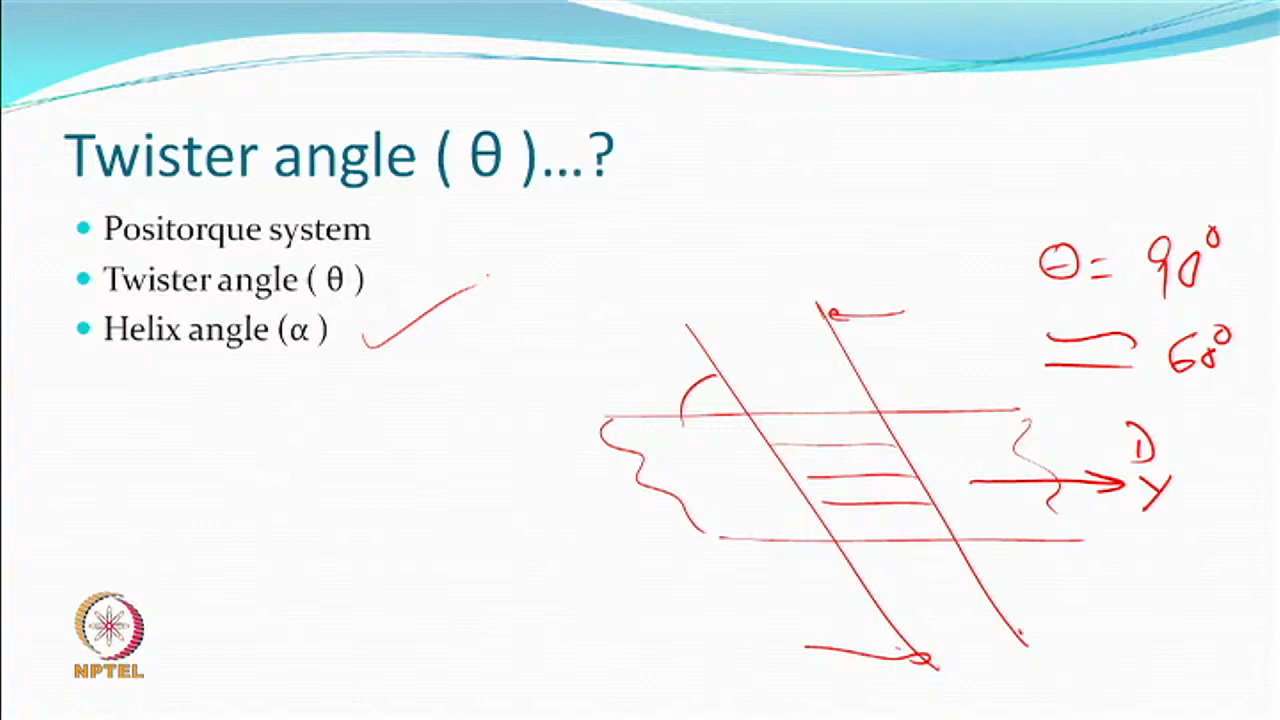 Twister angle ( θ )...?
Positorque system
Twister angle ( θ )
Helix angle (α )
θ = 90°
60°
D
Y
NPTEL